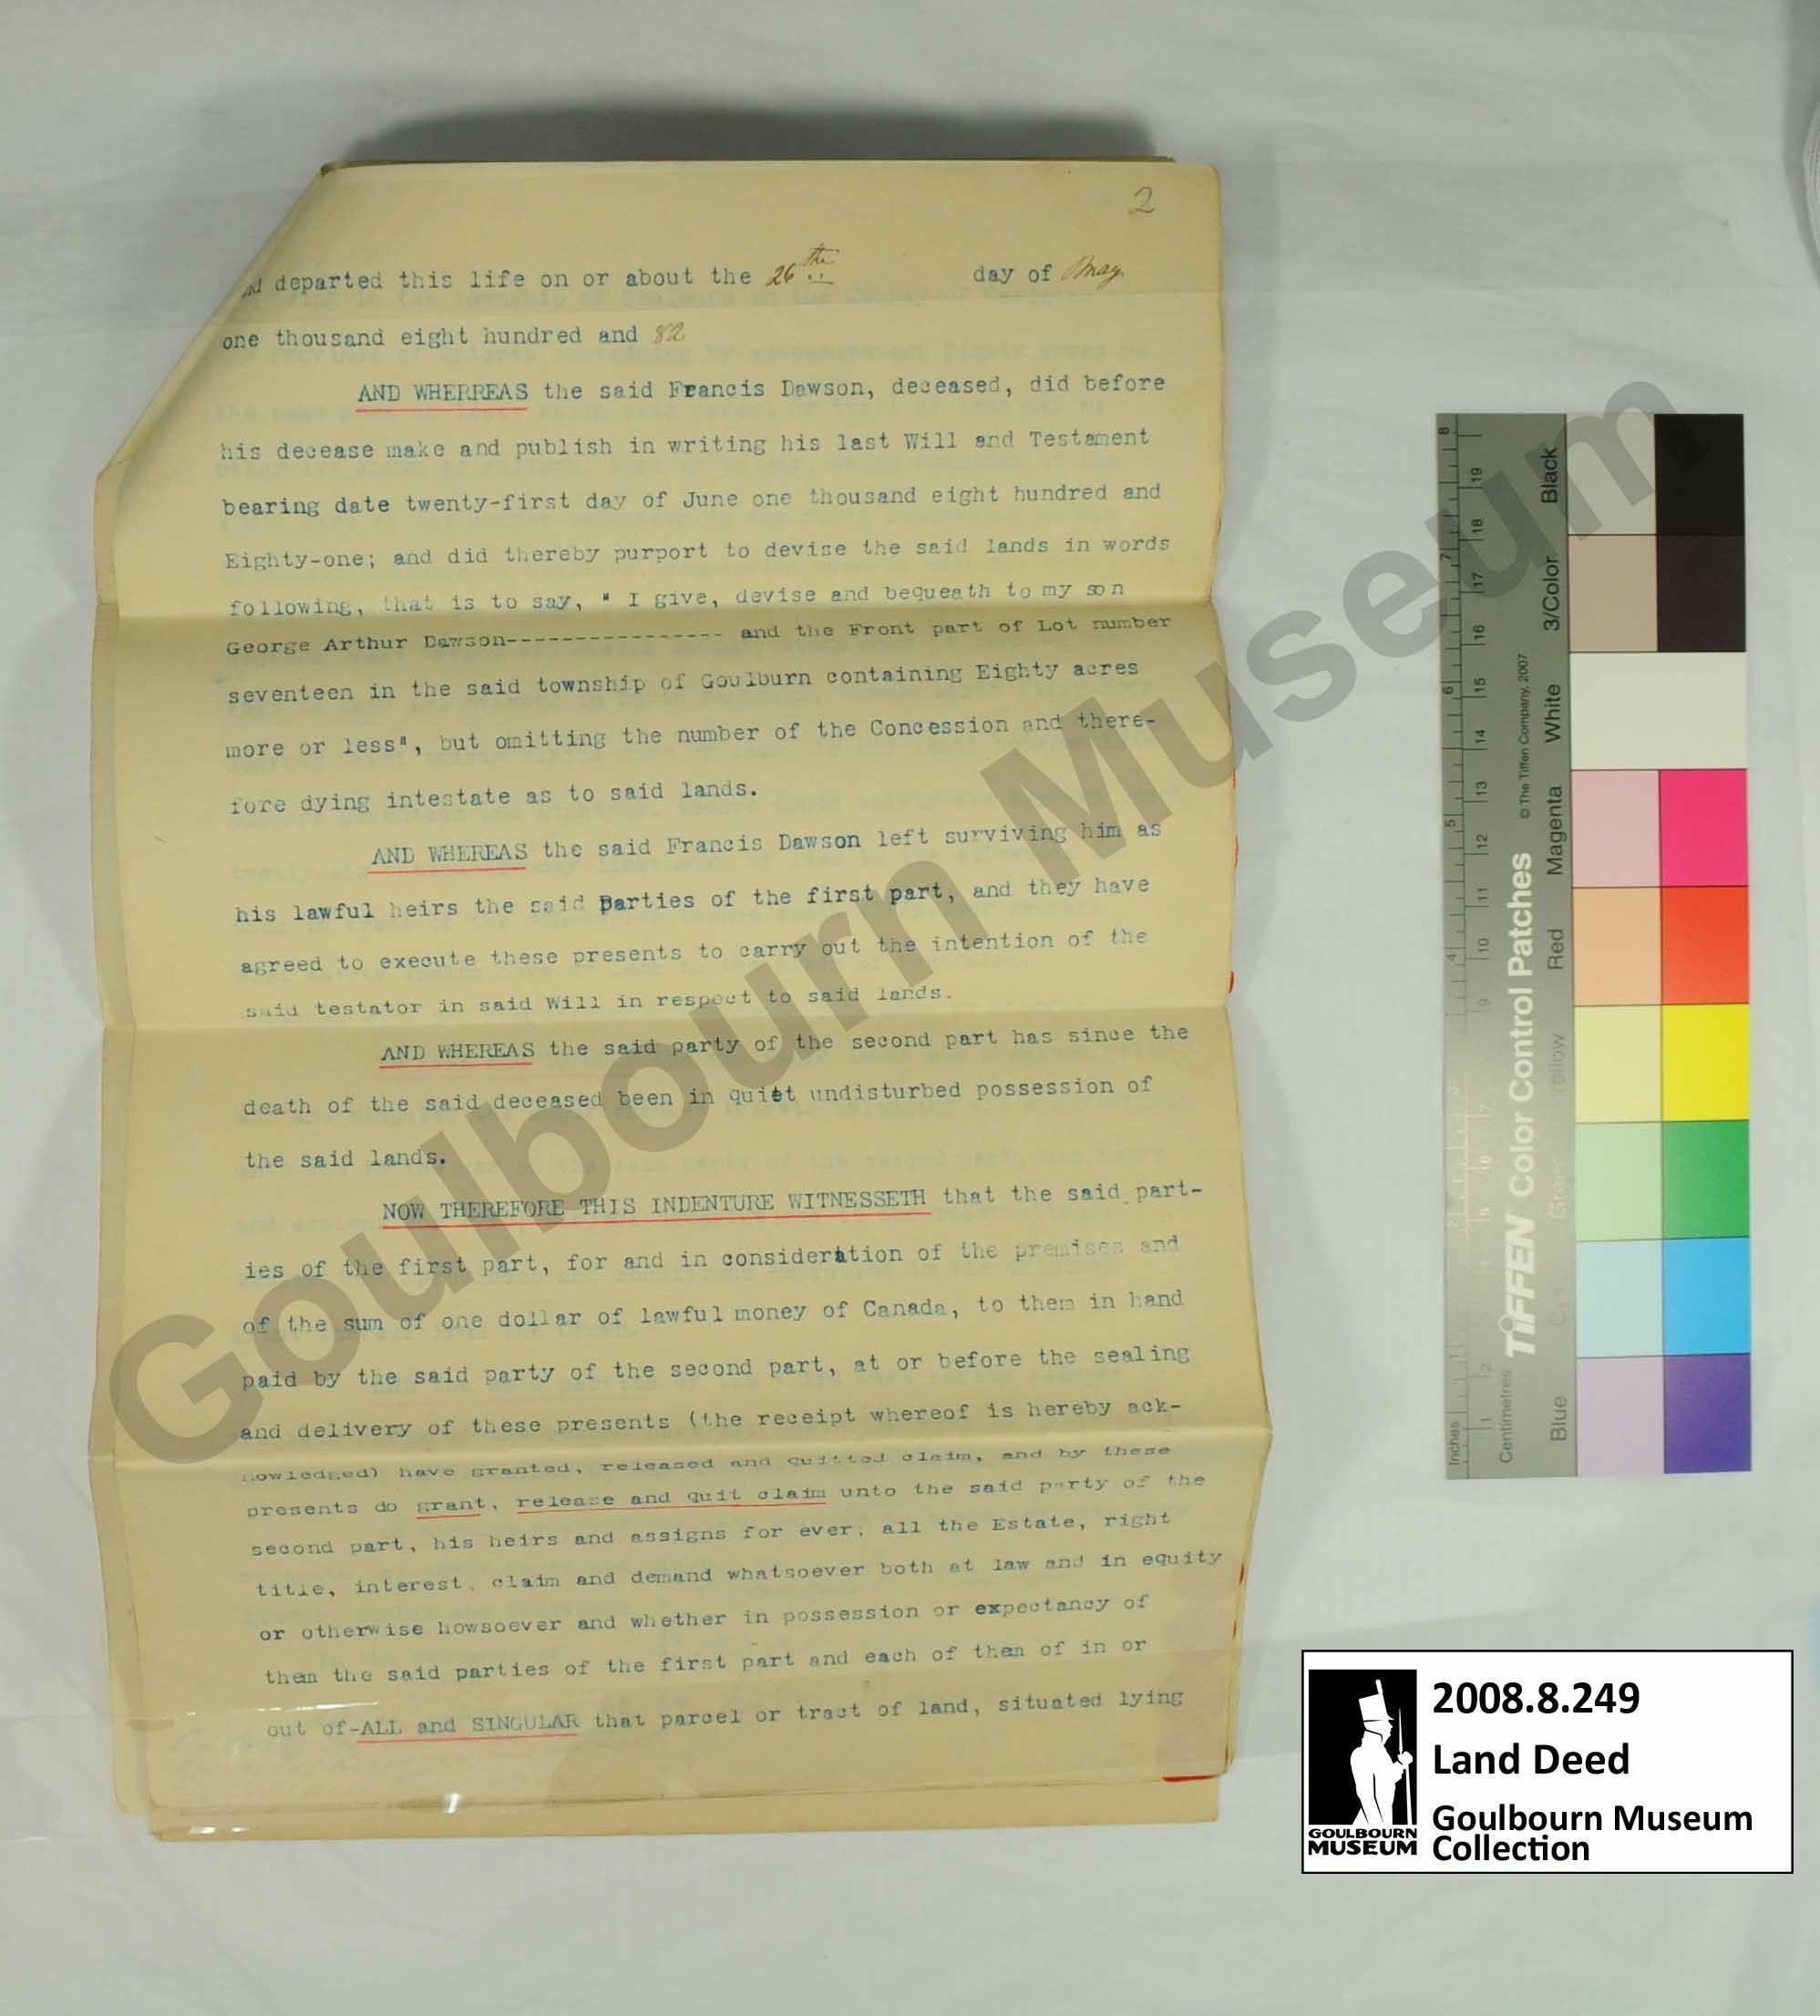 2
nd departed this life on or about the 26the day of May
one thousand eight hundred and 82
AND WHERREAS the said Francis Dawson, deceased, did before
his decease make and publish in writing his last Will and Testament
bearing date twenty-first day of June one thousand eight hundred and
Eighty-one; and did thereby purport to devise the said lands in words
following, that is to say, " I give, devise and bequeath to my son
George Arthur Dawson---------------- and the Front part of Lot number
seventeen in the said township of Goulburn containing Eighty acres
more or less", but omitting the number of the Concession and there-
fore dying intestate as to said lands.
AND WHEREAS the said Francis Dawson left surviving him as
his lawful heirs the said Parties of the first part, and they have
agreed to execute these presents to carry out the intention of the
said testator in said Will in respect to said lands.
AND WHEREAS the said party of the second part has since the
death of the said deceased been in quiet undisturbed possession of
the said lands.
NOW THEREFORE THIS INDENTURE WITNESSETH that the said part-
ies of the first part, for and in consideration of the premises and
of the sum of one dollar of lawful money of Canada, to them in hand
paid by the said party of the second part, at or before the sealing
and delivery of these presents (the receipt whereof is hereby ack-
nowledged) have granted, released and quitted claim, and by these
presents do grant, release and quit claim unto the said party of the
second part, his heirs and assigns for ever; all the Estate, right
title, interest, claim and demand whatsoever both at law and in equity
or otherwise howsoever and whether in possession or expectancy of
them the said parties of the first part and each of them of in or
out of-ALL and SINGULAR that parcel or tract of land, situated lying
Goulbourn Museum
Inches 1 4 5 6 7 8
Centimetres 1 2 9 10 11 12 13 14 15 16 17 18 19
TIFFEN Color Control Patches © The Tiffen Company, 2007
Blue Red Magenta White 3/Color Black
GOULBOURN
MUSEUM
2008.8.249
Land Deed
Goulbourn Museum
Collection